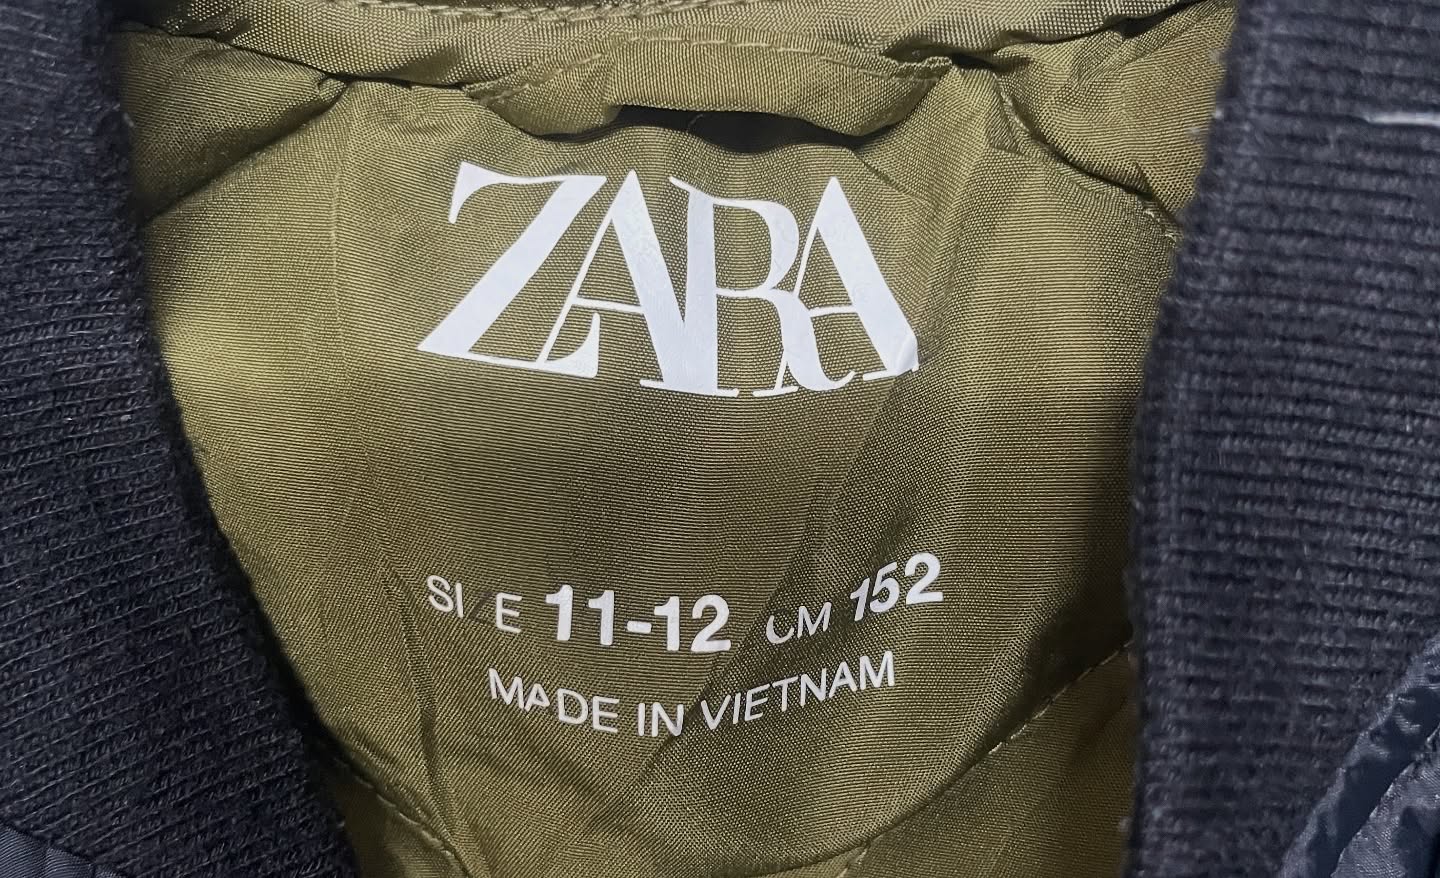 ZARA
SIZE 11-12 CM 152
MADE IN VIETNAM